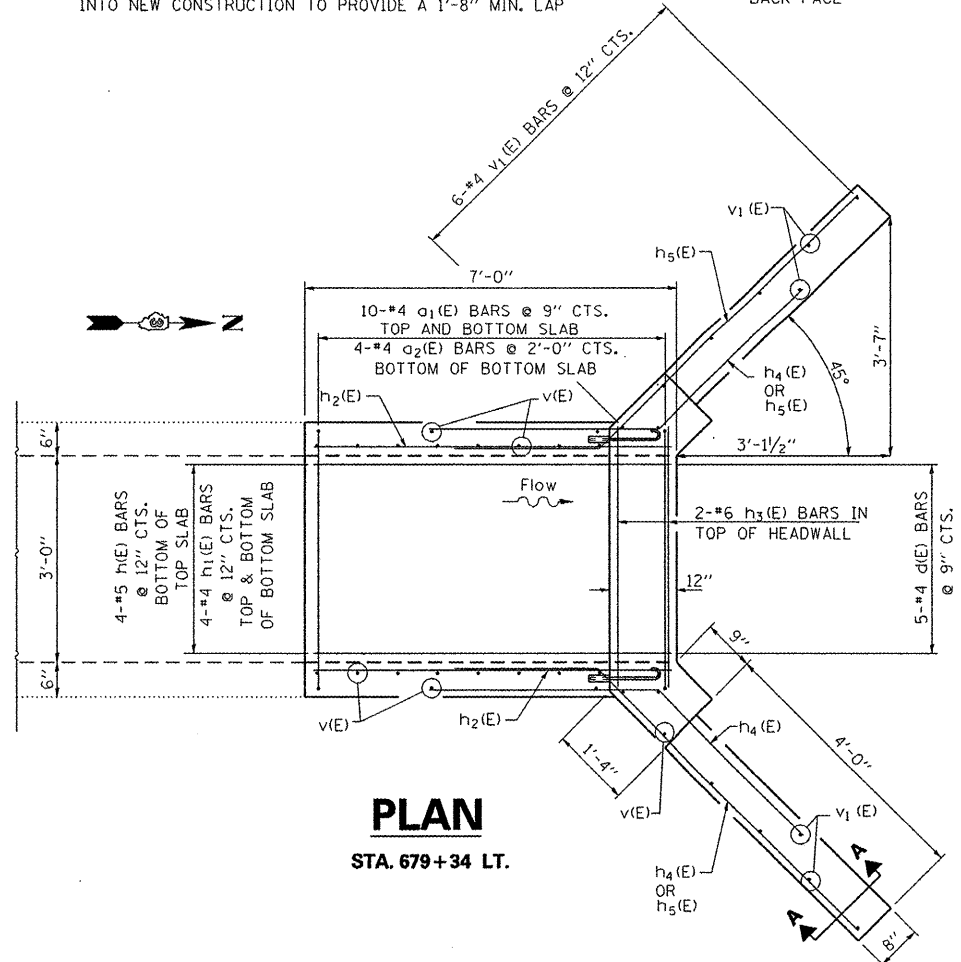 INTO NEW CONSTRUCTION TO PROVIDE A 1'-8" MIN. LAP
6-#4 v1(E) BARS @ 12" CTS.
v1(E)
h5(E)
7'-0"
10-#4 a1(E) BARS @ 9" CTS.
TOP AND BOTTOM SLAB
4-#4 a2(E) BARS @ 2'-0" CTS.
BOTTOM OF BOTTOM SLAB
N
h2(E)
v(E)
h4(E)
OR
h5(E)
45°
3'-7"
3'-1 1/2"
6"
3'-0"
6"
4-#5 h(E) BARS
@ 12" CTS.
BOTTOM OF
TOP SLAB
4-#4 h1(E) BARS
@ 12" CTS.
TOP & BOTTOM
OF BOTTOM SLAB
Flow
2-#6 h3(E) BARS IN
TOP OF HEADWALL
12"
5-#4 d(E) BARS
@ 9" CTS.
9"
v(E)
h2(E)
h4(E)
1'-4"
4'-0"
v(E)
v1(E)
h4(E)
OR
h5(E)
A
A
8"
PLAN
STA. 679+34 LT.